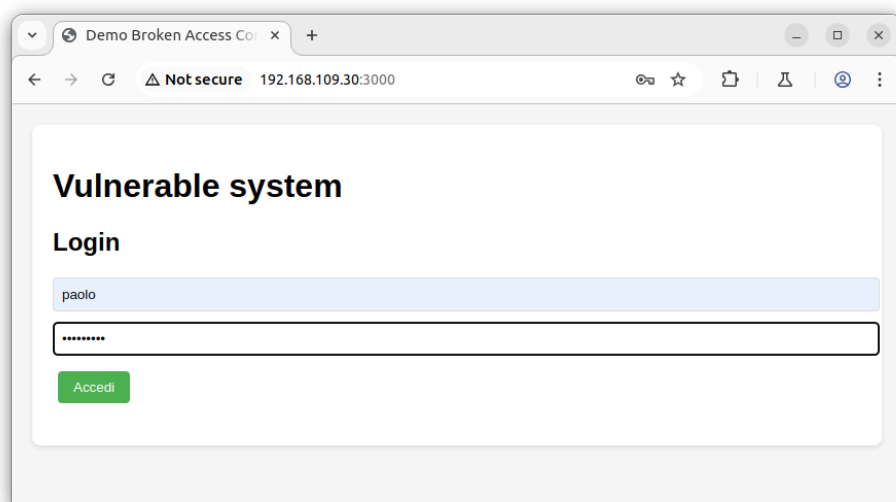 Demo Broken Access Co
Not secure 192.168.109.30:3000
Vulnerable system
Login
paolo
•••••••••
Accedi